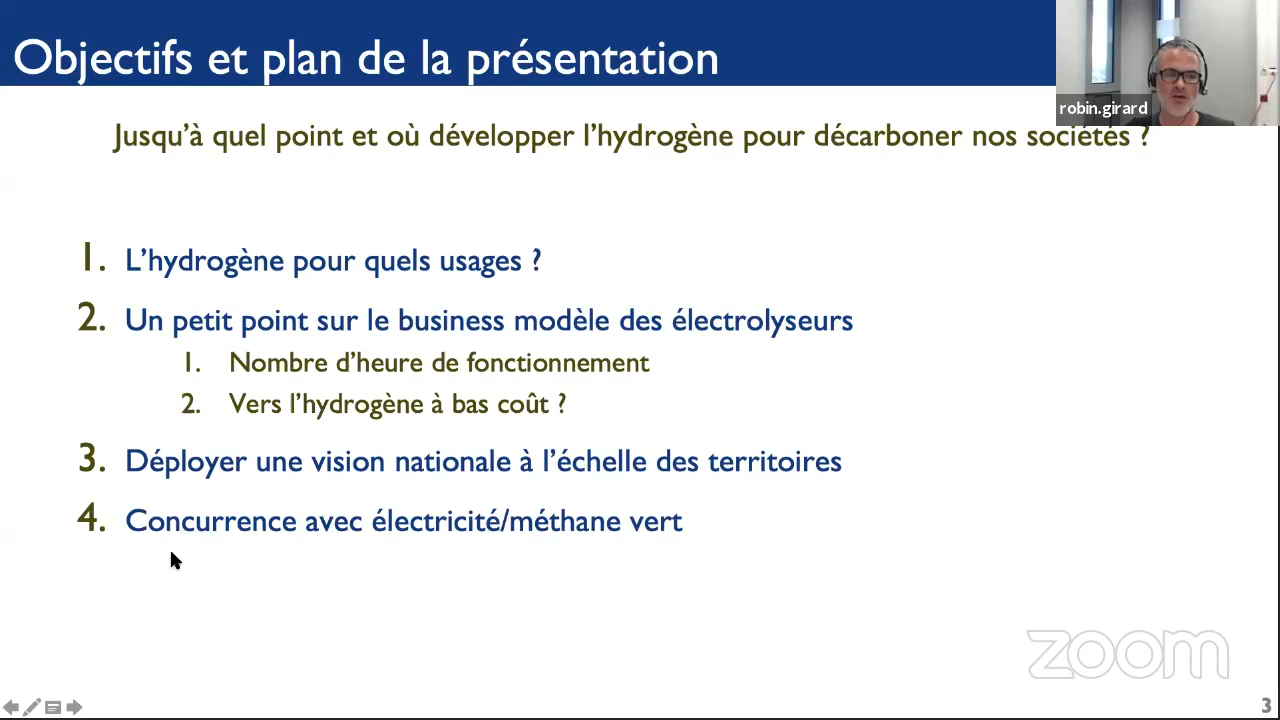 Objectifs et plan de la présentation
robin.girard
Jusqu'à quel point et où développer l'hydrogène pour décarboner nos sociétés ?
1. L'hydrogène pour quels usages ?
2. Un petit point sur le business modèle des électrolyseurs
1. Nombre d'heure de fonctionnement
2. Vers l'hydrogène à bas coût ?
3. Déployer une vision nationale à l'échelle des territoires
4. Concurrence avec électricité/méthane vert
zoom
3